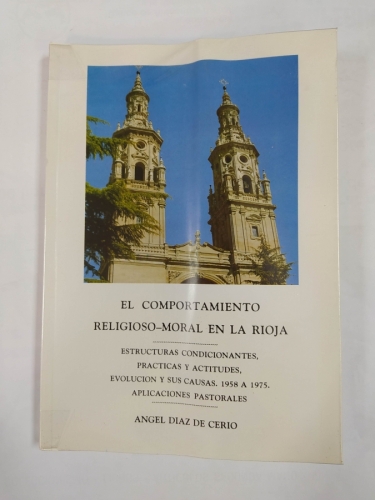 EL COMPORTAMIENTO
RELIGIOSO-MORAL EN LA RIOJA
ESTRUCTURAS CONDICIONANTES,
PRACTICAS Y ACTITUDES,
EVOLUCION Y SUS CAUSAS. 1958 A 1975.
APLICACIONES PASTORALES
ANGEL DIAZ DE CERIO